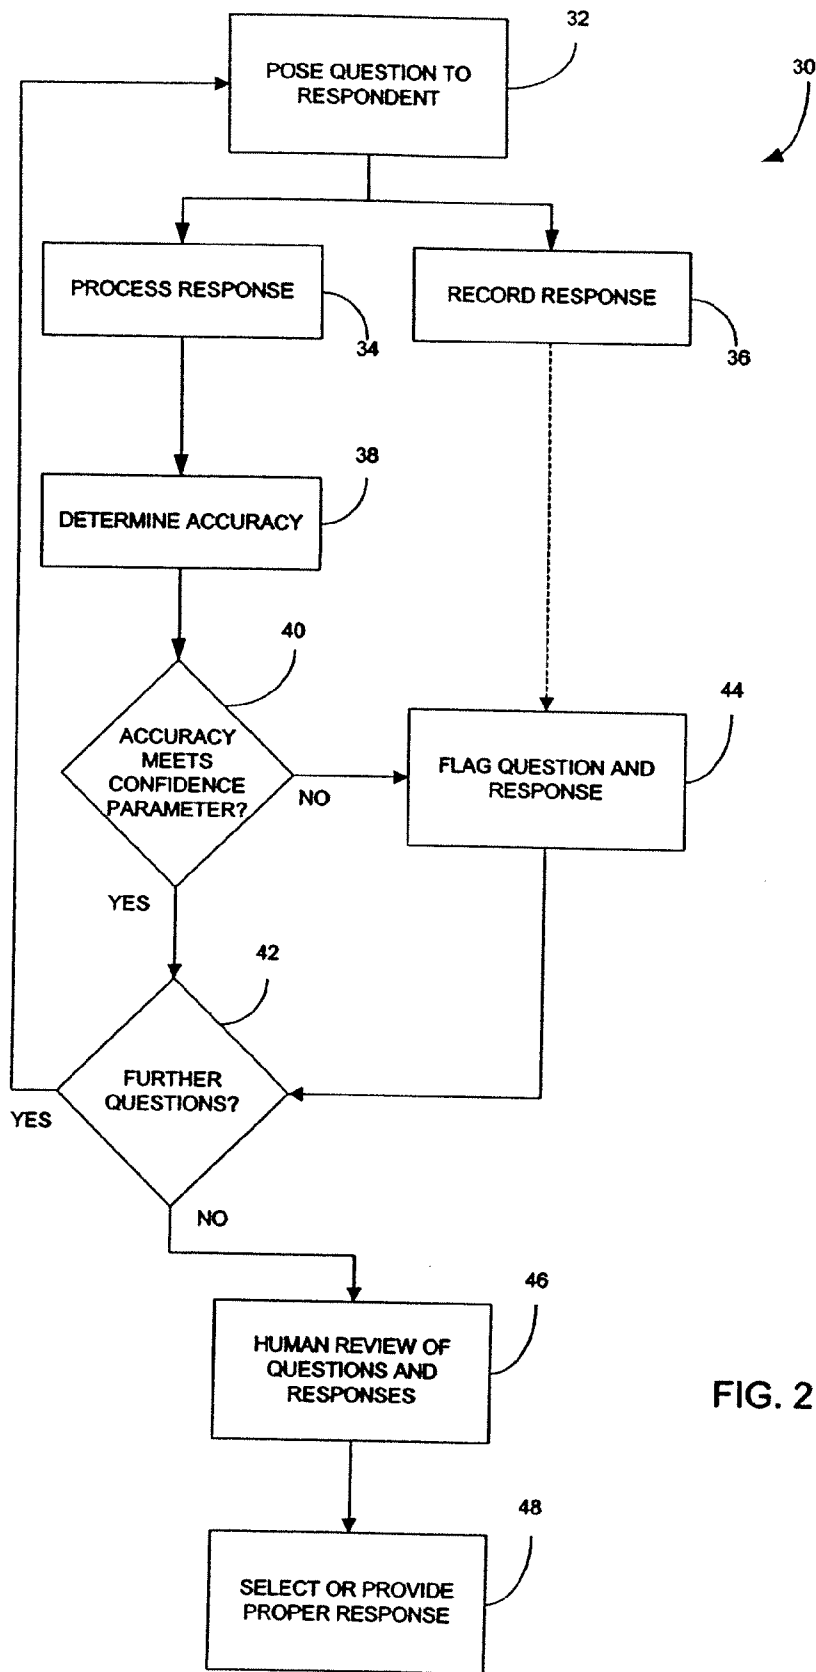 32
POSE QUESTION TO
RESPONDENT
30
PROCESS RESPONSE
34
RECORD RESPONSE
36
38
DETERMINE ACCURACY
40
ACCURACY
MEETS
CONFIDENCE
PARAMETER?
NO
YES
44
FLAG QUESTION AND
RESPONSE
42
FURTHER
QUESTIONS?
YES
NO
46
HUMAN REVIEW OF
QUESTIONS AND
RESPONSES
FIG. 2
48
SELECT OR PROVIDE
PROPER RESPONSE